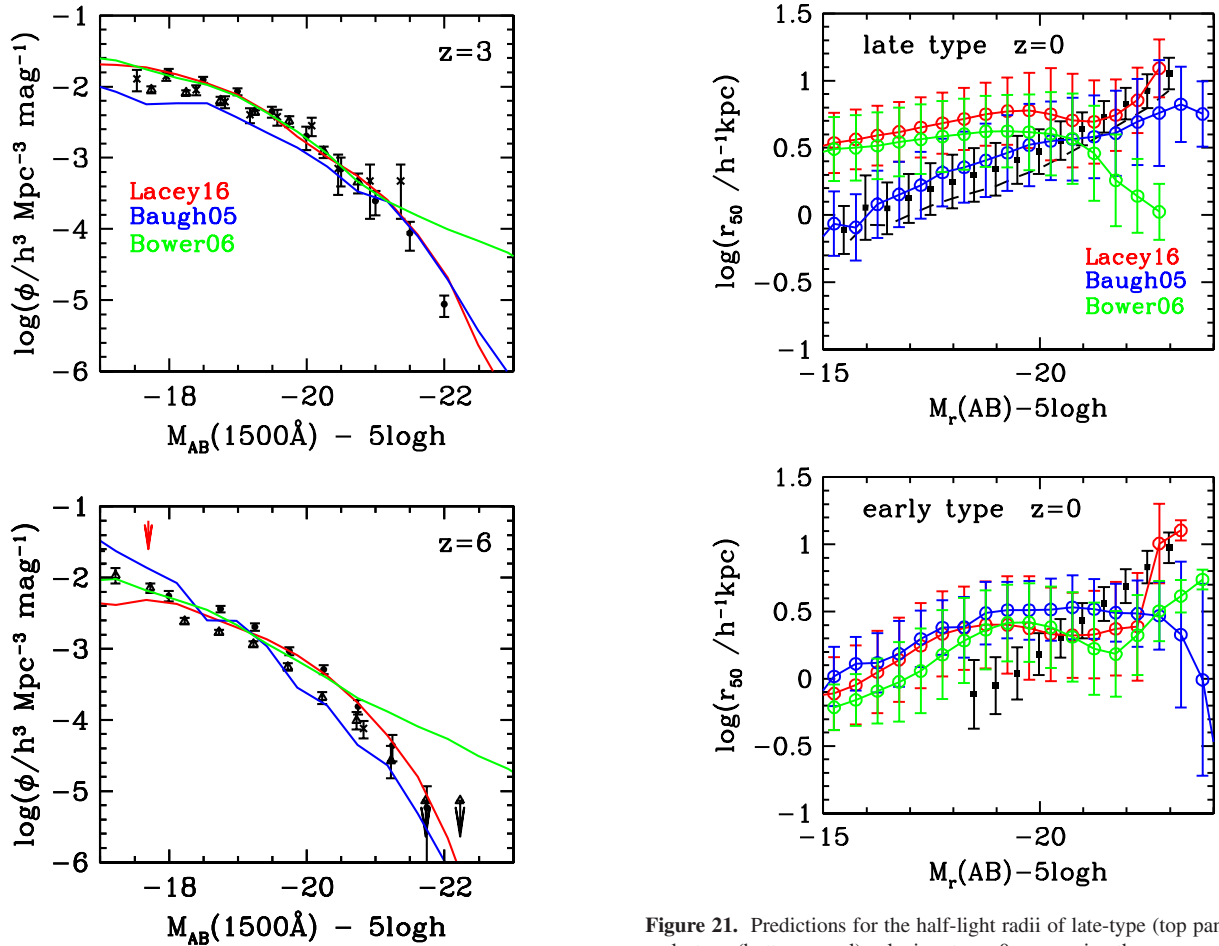 −1
−2
−3
−4
−5
−6
z=3
Lacey16
Baugh05
Bower06
log(ϕ/h³ Mpc⁻³ mag⁻¹)
−18
−20
−22
M_AB(1500Å) − 5logh
−1
−2
−3
−4
−5
−6
z=6
log(ϕ/h³ Mpc⁻³ mag⁻¹)
−18
−20
−22
M_AB(1500Å) − 5logh
1.5
1
0.5
0
−0.5
−1
late type z=0
Lacey16
Baugh05
Bower06
log(r₅₀ /h⁻¹kpc)
−15
−20
M_r(AB)−5logh
1.5
1
0.5
0
−0.5
−1
early type z=0
log(r₅₀ /h⁻¹kpc)
−15
−20
M_r(AB)−5logh
Figure 21. Predictions for the half-light radii of late-type (top par